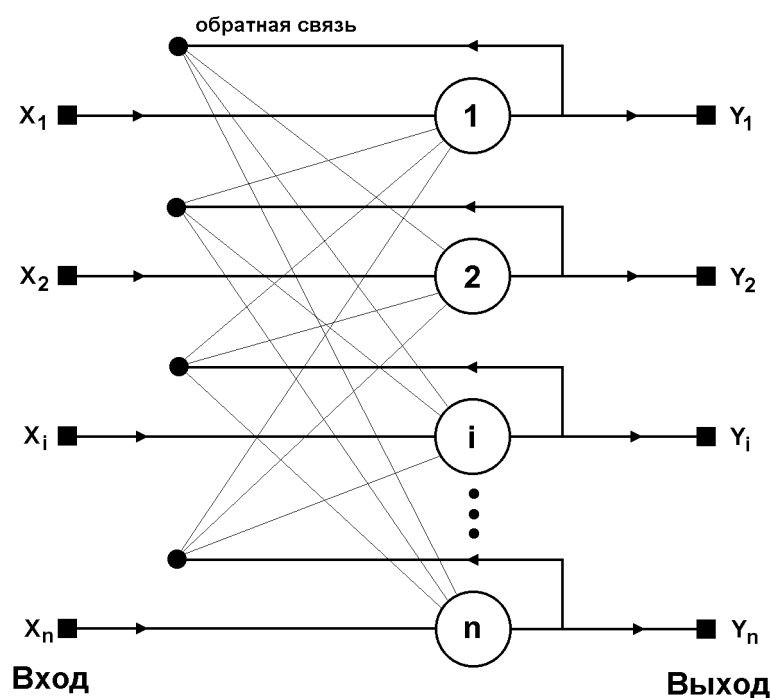 обратная связь
X1 1 Y1
X2 2 Y2
Xi i Yi
Xn n Yn
Вход Выход